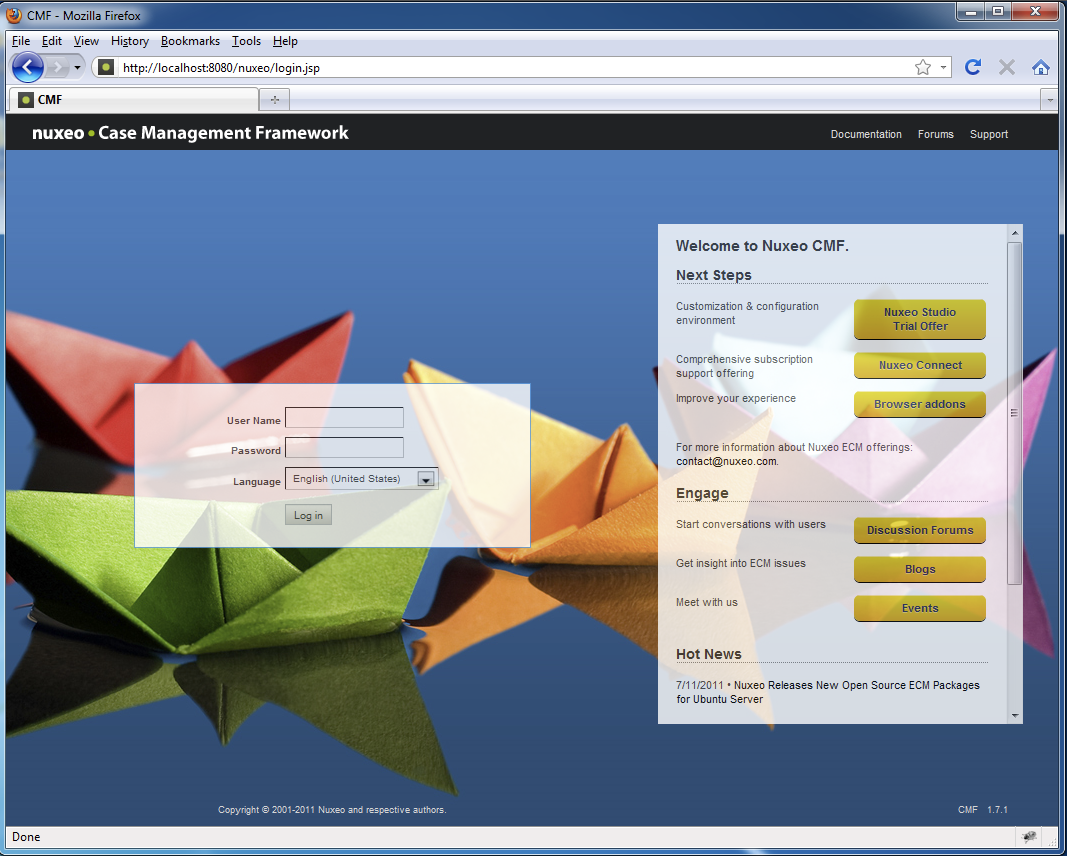 CMF - Mozilla Firefox
File Edit View History Bookmarks Tools Help
http://localhost:8080/nuxeo/login.jsp
CMF
nuxeo • Case Management Framework
Documentation Forums Support
User Name
Password
Language English (United States)
Log in
Welcome to Nuxeo CMF.
Next Steps
Customization & configuration
environment
Nuxeo Studio
Trial Offer
Comprehensive subscription
support offering
Nuxeo Connect
Improve your experience
Browser addons
For more information about Nuxeo ECM offerings:
contact@nuxeo.com.
Engage
Start conversations with users
Discussion Forums
Get insight into ECM issues
Blogs
Meet with us
Events
Hot News
7/11/2011 • Nuxeo Releases New Open Source ECM Packages
for Ubuntu Server
Copyright © 2001-2011 Nuxeo and respective authors.
CMF 1.7.1
Done